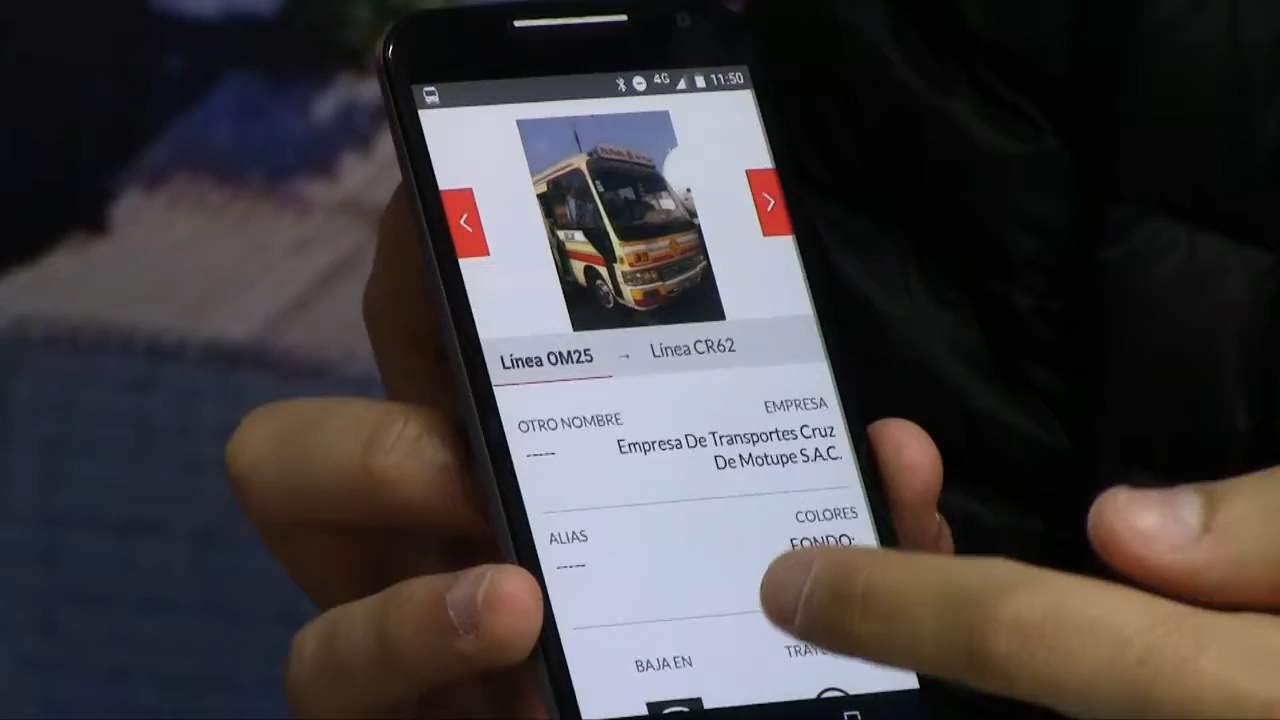 4G 11:50
Línea OM25 → Línea CR62
OTRO NOMBRE
EMPRESA
----
Empresa De Transportes Cruz
De Motupe S.A.C.
ALIAS
COLORES
----
FONDO:
BAJA EN